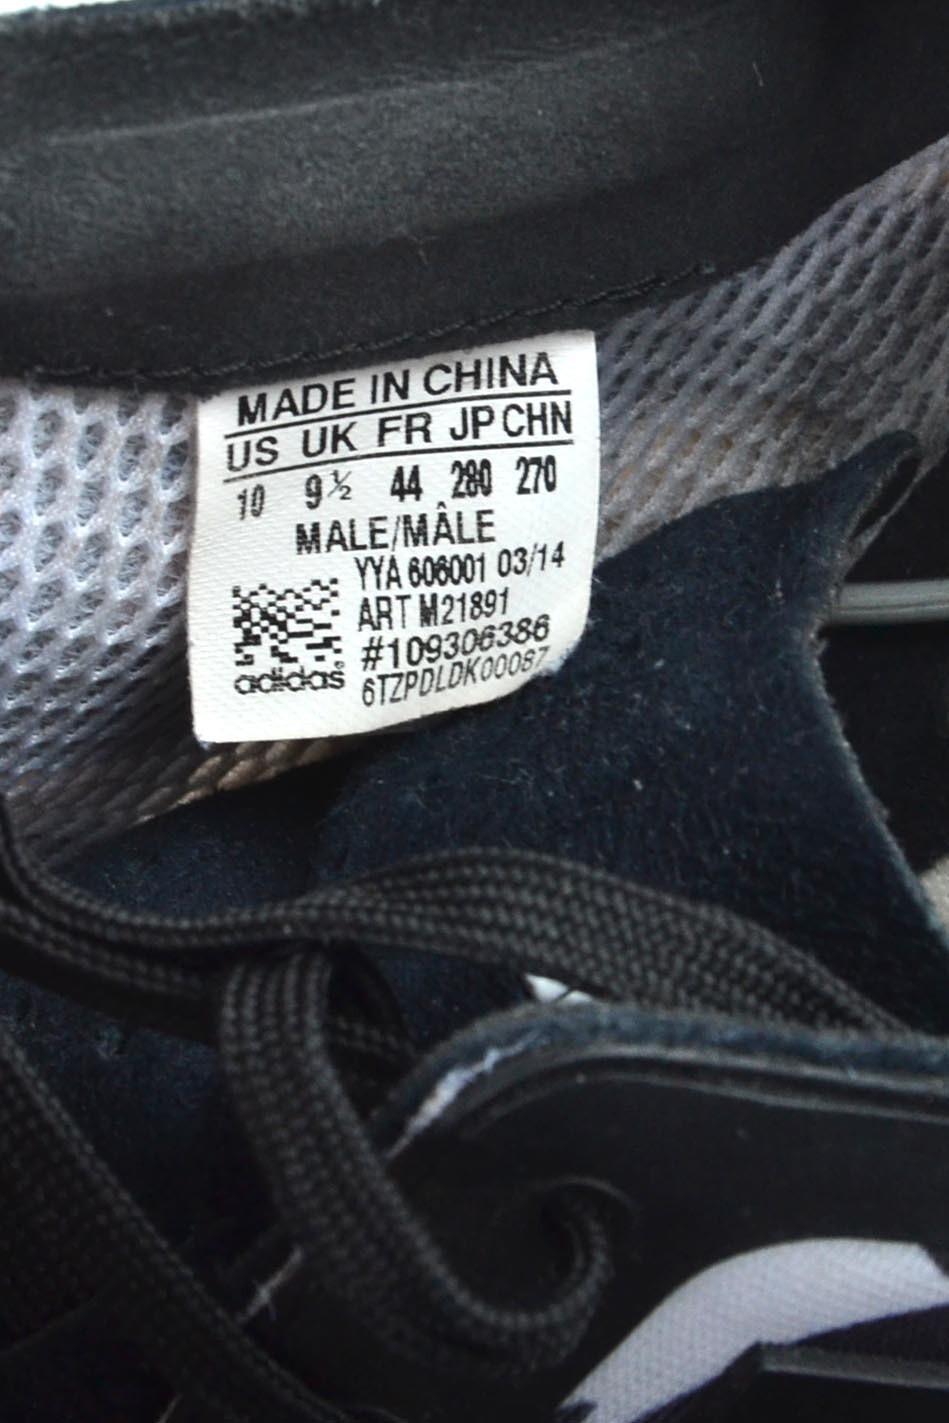 MADE IN CHINA
US UK FR JP CHN
10 9½ 44 280 270
MALE/MÂLE
YYA 606001 03/14
ART M21891
#109306386
adidas® 6TZPDLDK00087